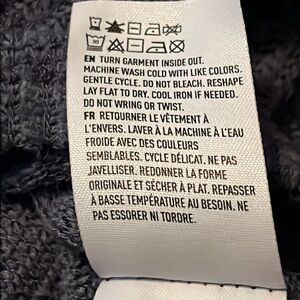 EN TURN GARMENT INSIDE OUT.
MACHINE WASH COLD WITH LIKE COLORS.
GENTLE CYCLE. DO NOT BLEACH. RESHAPE
LAY FLAT TO DRY. COOL IRON IF NEEDED.
DO NOT WRING OR TWIST.
FR RETOURNER LE VÊTEMENT À
L'ENVERS. LAVER À LA MACHINE À L'EAU
FROIDE AVEC DES COULEURS
SEMBLABLES. CYCLE DÉLICAT. NE PAS
JAVELLISER. REDONNER LA FORME
ORIGINALE ET SÉCHER À PLAT. REPASSER
À BASSE TEMPÉRATURE AU BESOIN. NE
PAS ESSORER NI TORDRE.